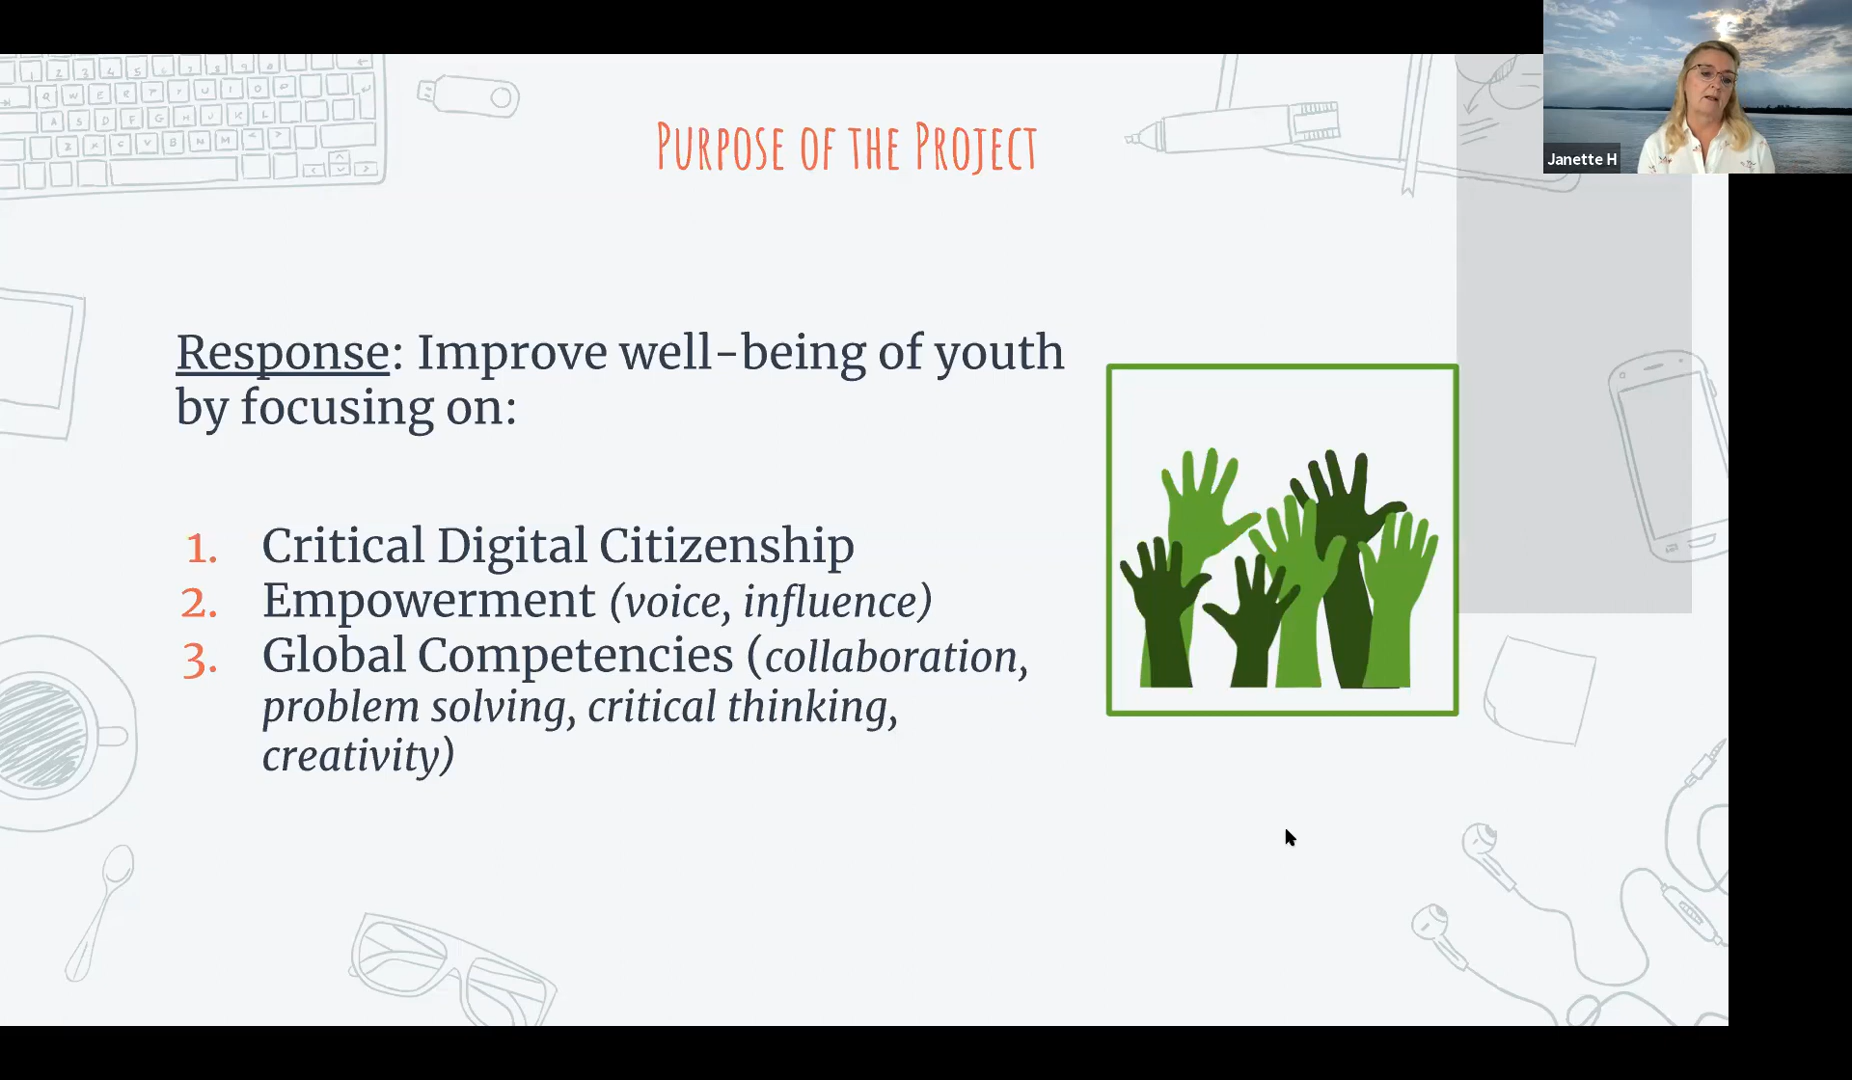 Purpose of the Project
Janette H
Response: Improve well-being of youth
by focusing on:
1. Critical Digital Citizenship
2. Empowerment (voice, influence)
3. Global Competencies (collaboration,
problem solving, critical thinking,
creativity)